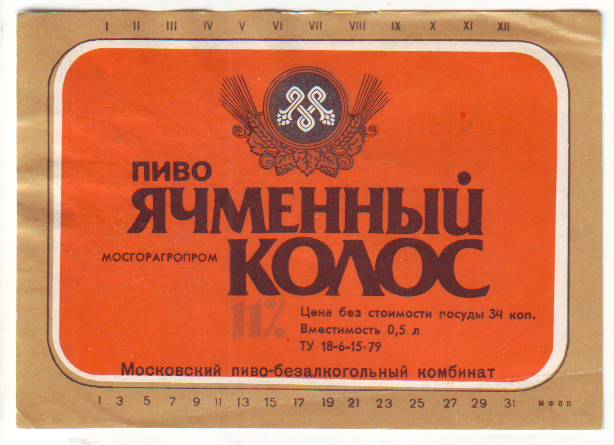 I II III IV V VI VII VIII IX X XI XII
ПИВО
ЯЧМЕННЫЙ
МОСГОРАГРОПРОМ
КОЛОС
11%
Цена без стоимости посуды 34 коп.
Вместимость 0,5 л
ТУ 18-6-15-79
Московский пиво-безалкогольный комбинат
1 3 5 7 9 11 13 15 17 19 21 23 25 27 29 31 МФОП